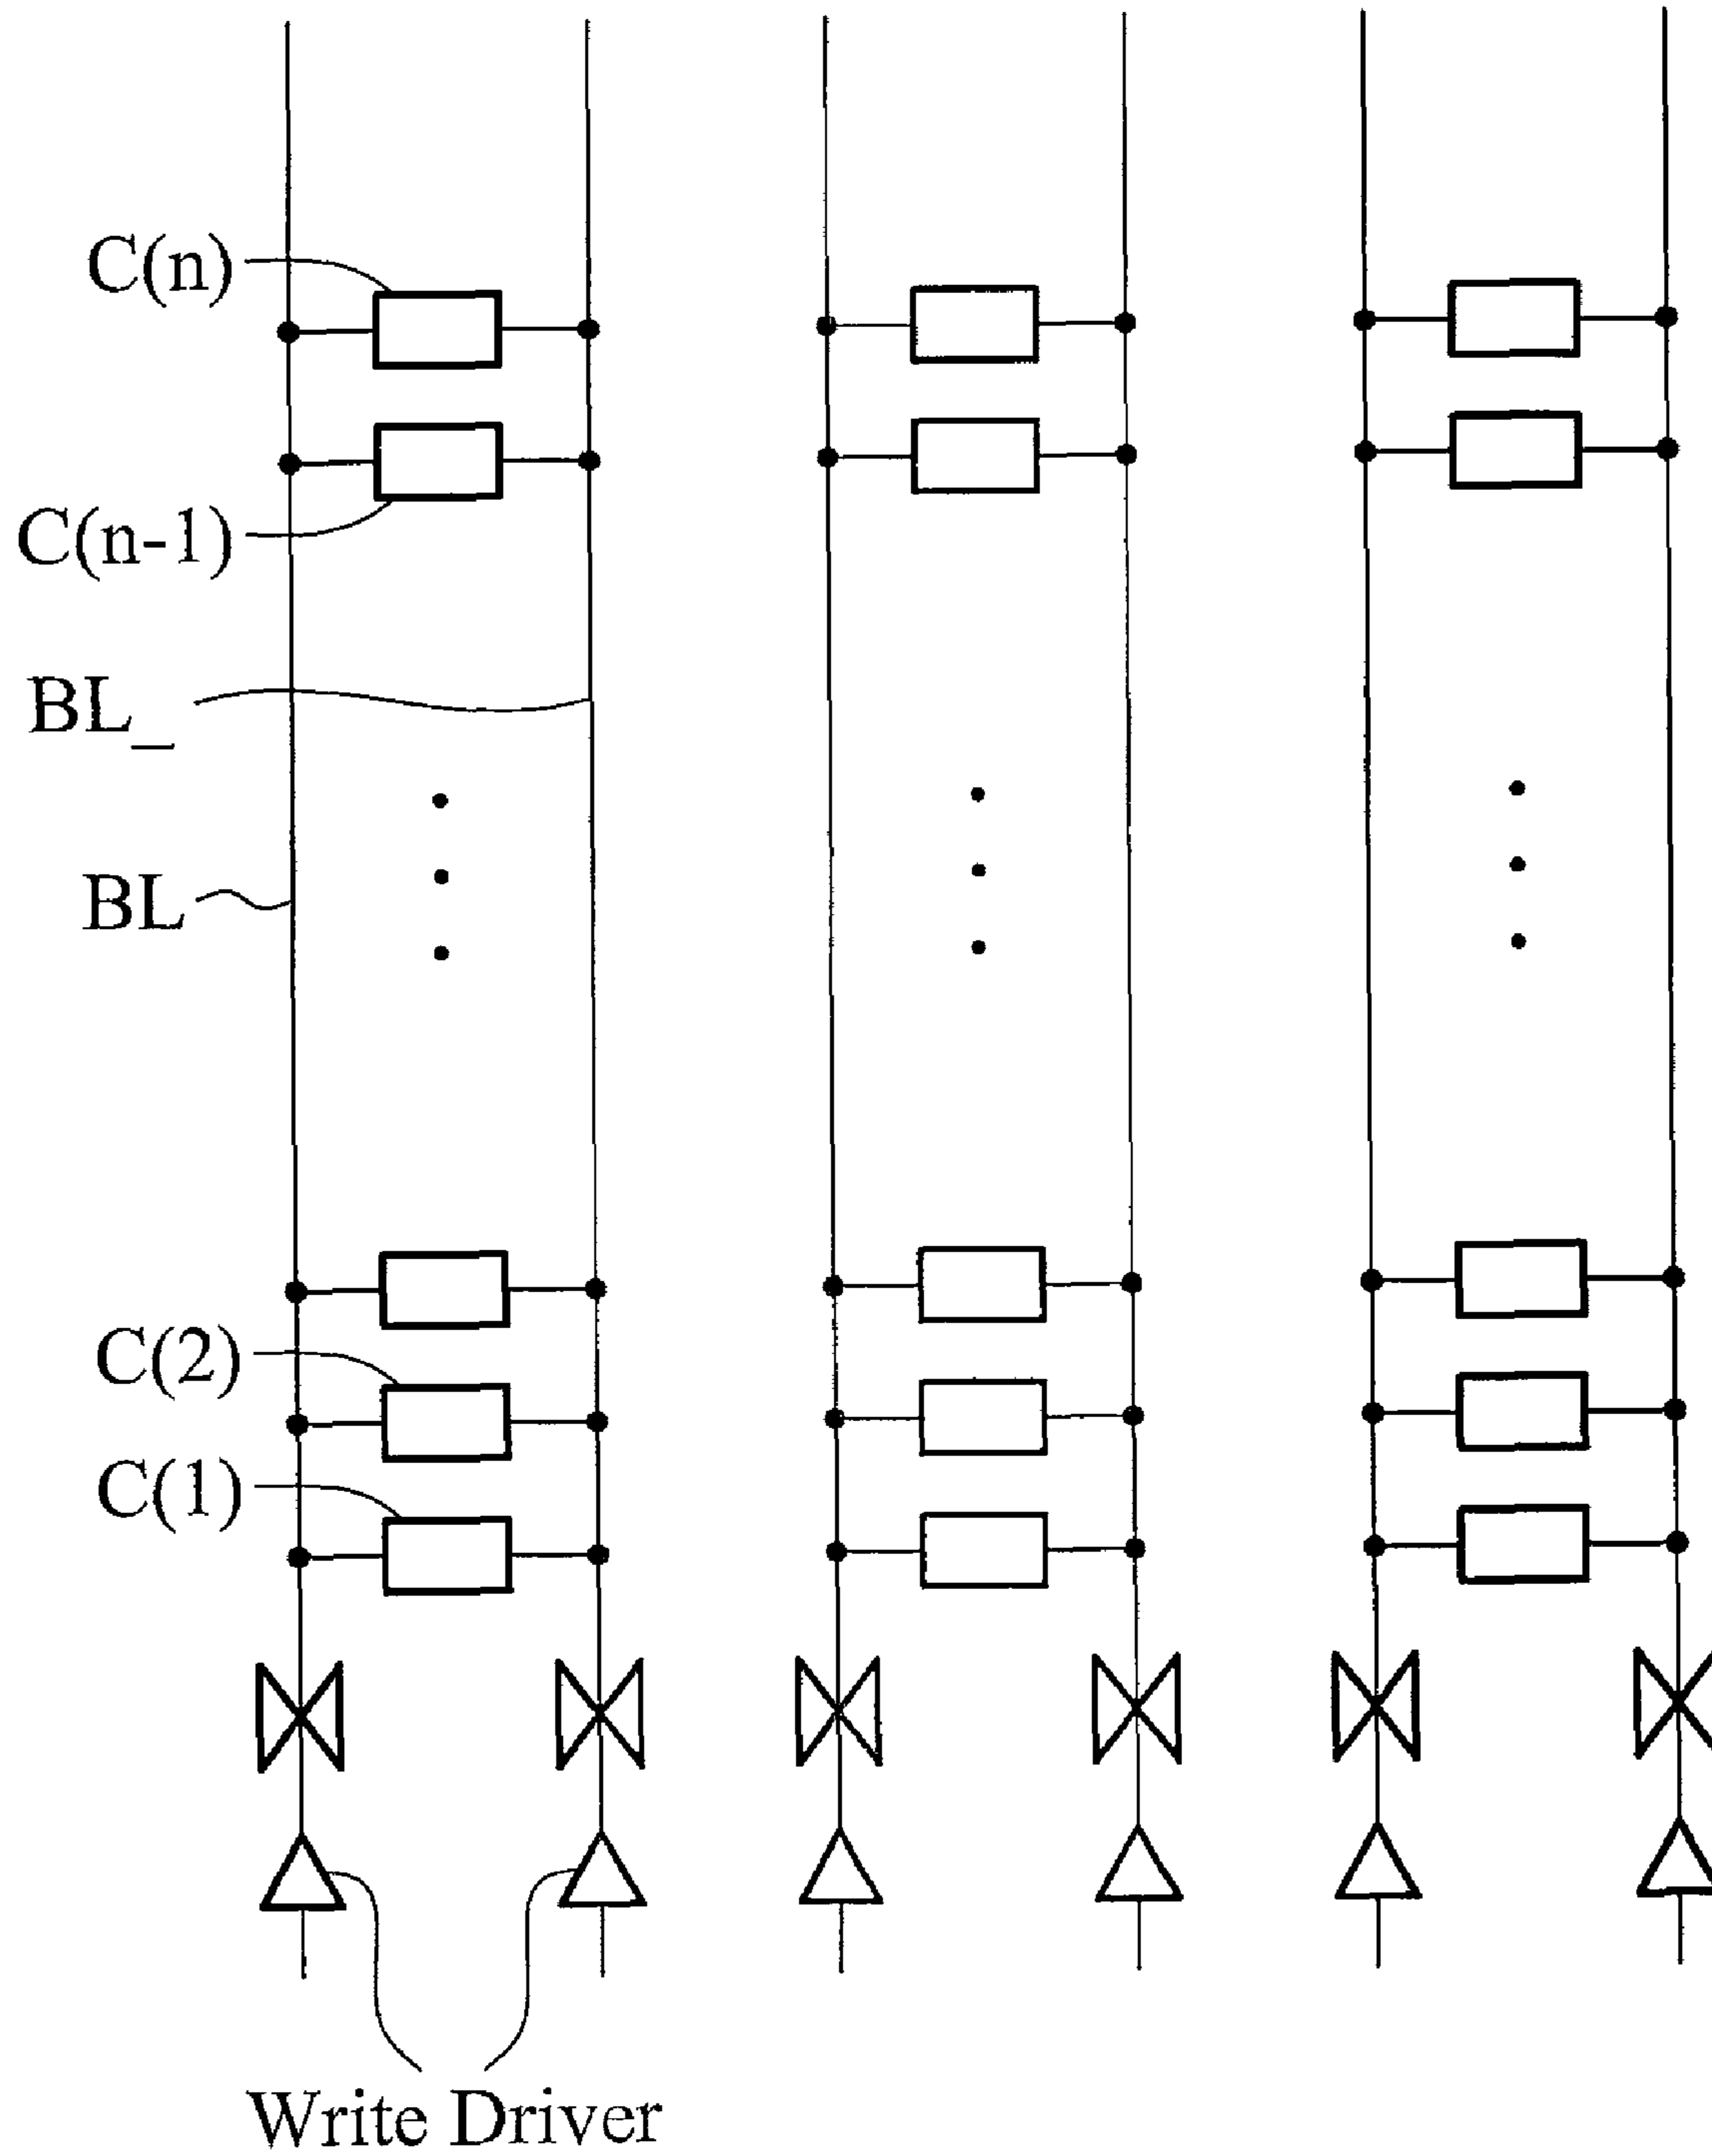 C(n)
C(n-1)
BL_
BL
C(2)
C(1)
Write Driver